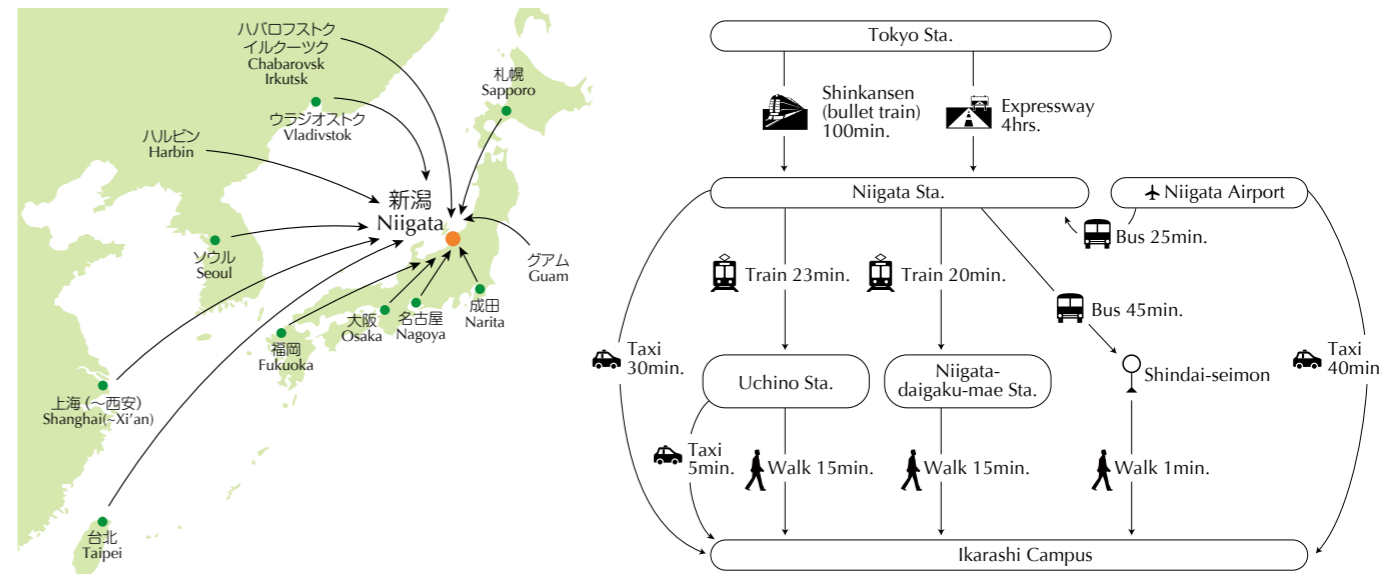 ハバロフストク
イルクーツク
Chabarovsk
Irkutsk
札幌
Sapporo
ウラジオストク
Vladivstok
ハルビン
Harbin
新潟
Niigata
ソウル
Seoul
グアム
Guam
成田
Narita
名古屋
Nagoya
大阪
Osaka
福岡
Fukuoka
上海（～西安）
Shanghai(~Xi'an)
台北
Taipei
Tokyo Sta.
Shinkansen
(bullet train)
100min.
Expressway
4hrs.
Niigata Sta.
Niigata Airport
Bus 25min.
Train 23min.
Train 20min.
Bus 45min.
Taxi
30min.
Uchino Sta.
Niigata-
daigaku-mae Sta.
Shindai-seimon
Taxi
40min.
Taxi
5min.
Walk 15min.
Walk 15min.
Walk 1min.
Ikarashi Campus